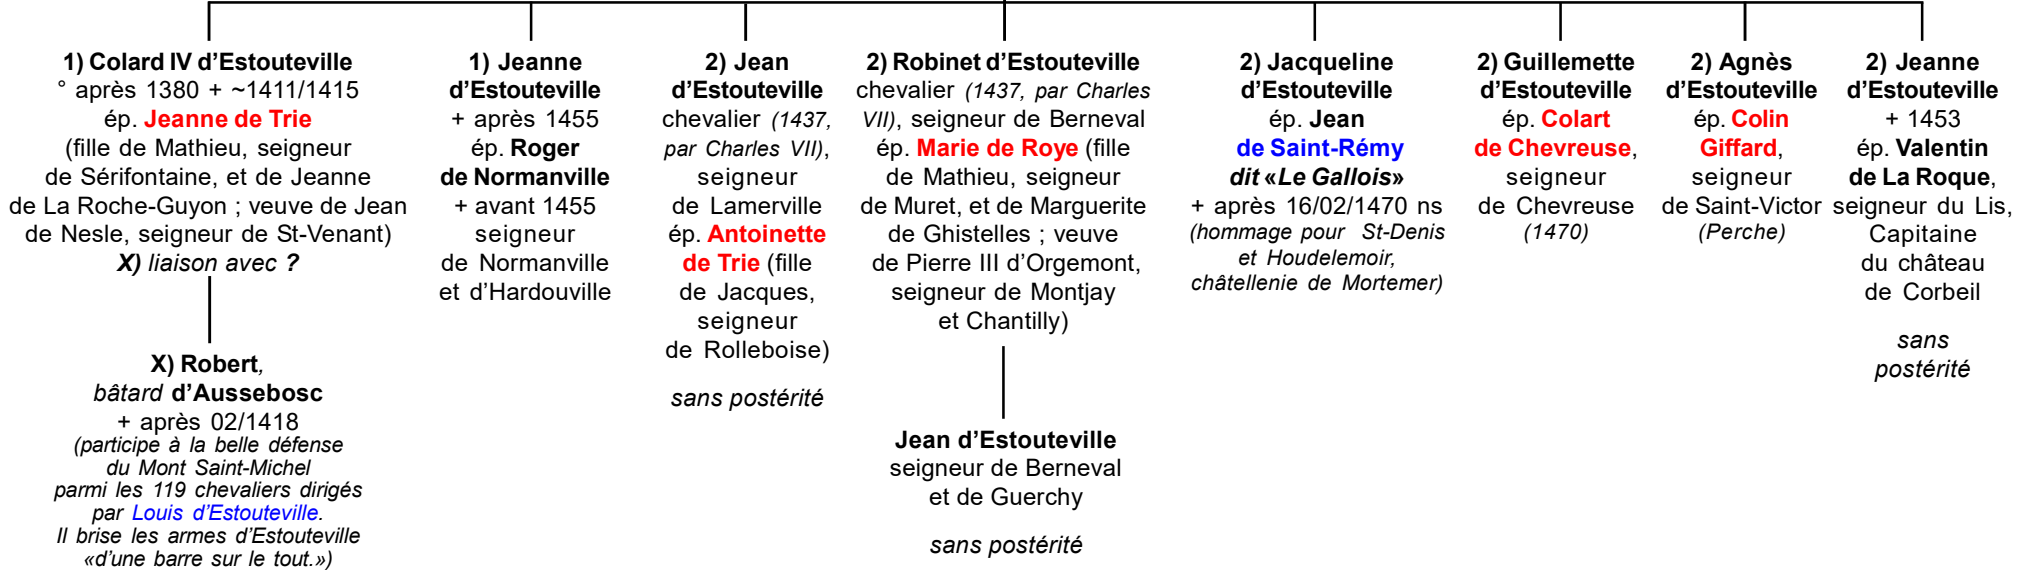 1) Colard IV d’Estouteville
° après 1380 + ~1411/1415
ép. Jeanne de Trie
(fille de Mathieu, seigneur
de Sérifontaine, et de Jeanne
de La Roche-Guyon ; veuve de Jean
de Nesle, seigneur de St-Venant)
X) liaison avec ?
X) Robert,
bâtard d’Aussebosc
+ après 02/1418
(participe à la belle défense
du Mont Saint-Michel
parmi les 119 chevaliers dirigés
par Louis d’Estouteville.
Il brise les armes d’Estouteville
«d’une barre sur le tout.»)
1) Jeanne
d’Estouteville
+ après 1455
ép. Roger
de Normanville
+ avant 1455
seigneur
de Normanville
et d’Hardouville
2) Jean
d’Estouteville
chevalier (1437,
par Charles VII),
seigneur
de Lamerville
ép. Antoinette
de Trie (fille
de Jacques,
seigneur
de Rolleboise)
sans postérité
2) Robinet d’Estouteville
chevalier (1437, par Charles
VII), seigneur de Berneval
ép. Marie de Roye (fille
de Mathieu, seigneur
de Muret, et de Marguerite
de Ghistelles ; veuve
de Pierre III d’Orgemont,
seigneur de Montjay
et Chantilly)
Jean d’Estouteville
seigneur de Berneval
et de Guerchy
sans postérité
2) Jacqueline
d’Estouteville
ép. Jean
de Saint-Rémy
dit «Le Gallois»
+ après 16/02/1470 ns
(hommage pour St-Denis
et Houdelemoir,
châtellenie de Mortemer)
2) Guillemette
d’Estouteville
ép. Colart
de Chevreuse,
seigneur
de Chevreuse
(1470)
2) Agnès
d’Estouteville
ép. Colin
Giffard,
seigneur
de Saint-Victor
(Perche)
2) Jeanne
d’Estouteville
+ 1453
ép. Valentin
de La Roque,
seigneur du Lis,
Capitaine
du château
de Corbeil
sans
postérité